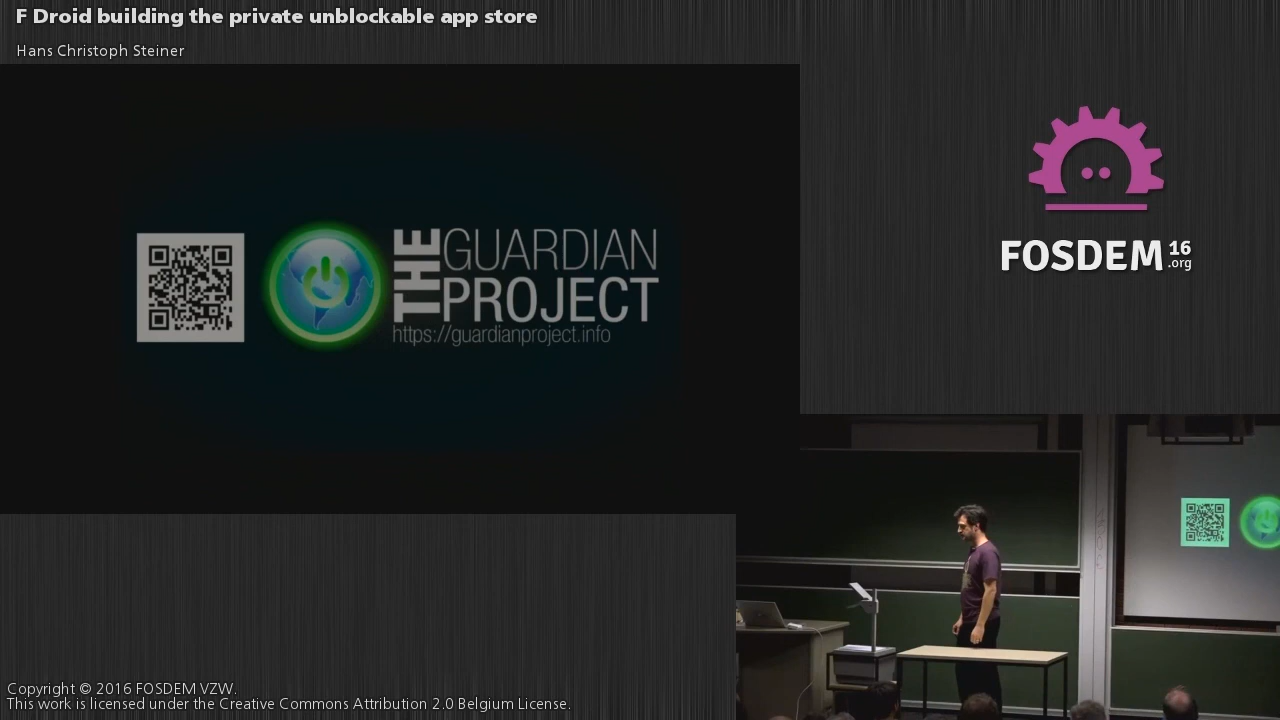 F Droid building the private unblockable app store
Hans Christoph Steiner
THE GUARDIAN PROJECT
https://guardianproject.info
FOSDEM 16 .org
Copyright © 2016 FOSDEM VZW.
This work is licensed under the Creative Commons Attribution 2.0 Belgium License.